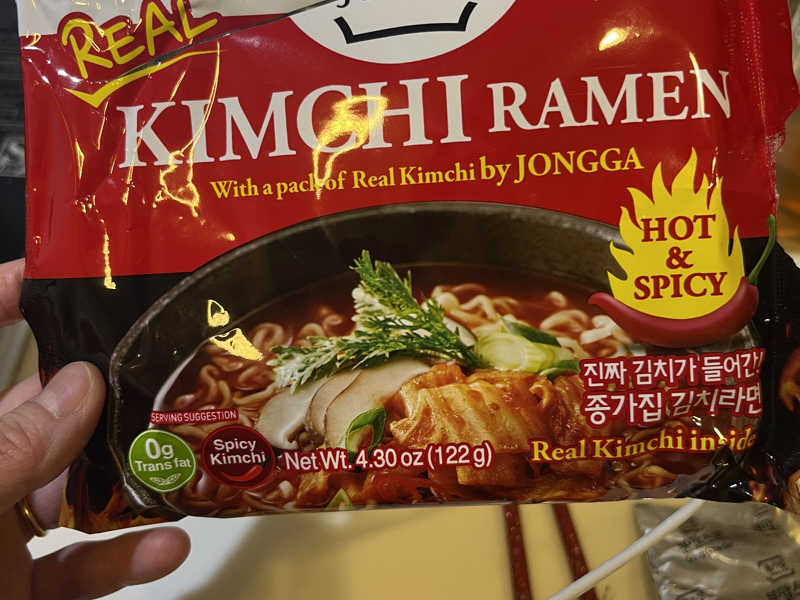 REAL
KIMCHI RAMEN
With a pack of Real Kimchi by JONGGA
HOT
&
SPICY
진짜 김치가 들어간!
종가집 김치라면
SERVING SUGGESTION
0g
Trans fat
Spicy
Kimchi
Net Wt. 4.30 oz (122 g)
Real Kimchi inside